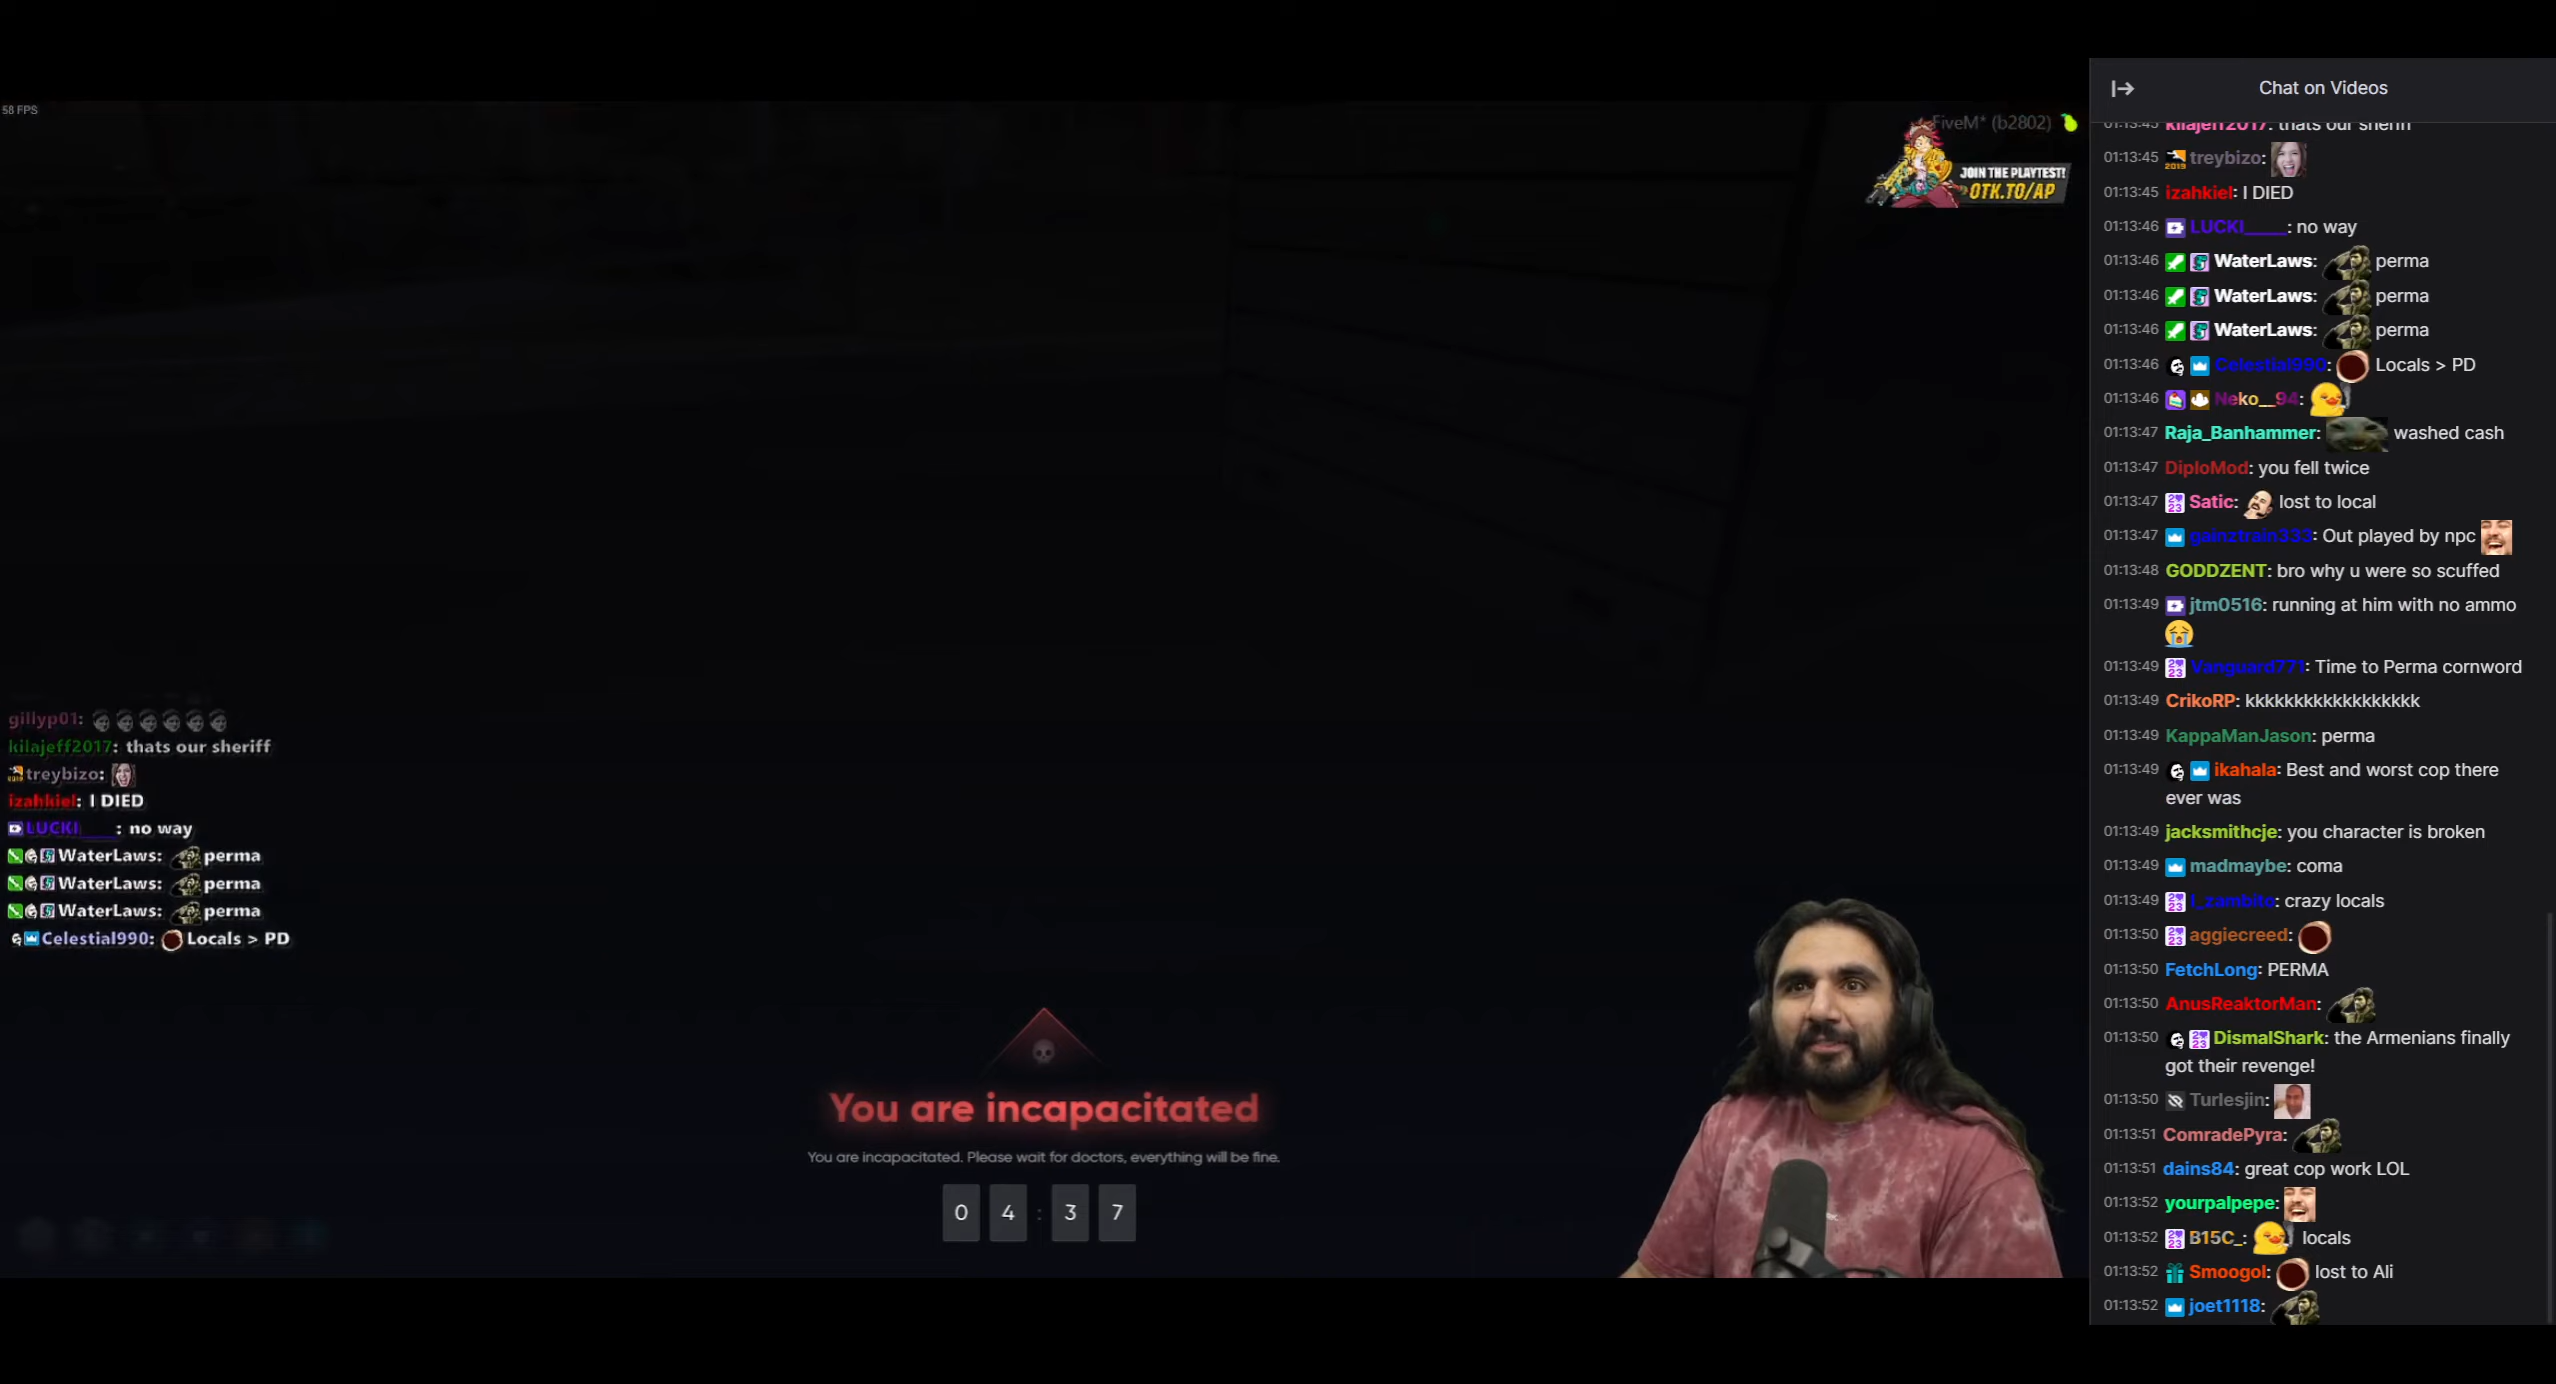 58 FPS
FiveM* (b2802)
JOIN THE PLAYTEST!
OTK.TO/AP
gillyp01:
kilajeff2017: thats our sheriff
treybizo:
izahkiel: I DIED
LUCKI____: no way
WaterLaws: perma
WaterLaws: perma
WaterLaws: perma
Celestial990: Locals > PD
You are incapacitated
You are incapacitated. Please wait for doctors, everything will be fine.
0 4 : 3 7
Chat on Videos
01:13:45 kilajeff2017: thats our sheriff
01:13:45 treybizo:
01:13:45 izahkiel: I DIED
01:13:46 LUCKI____: no way
01:13:46 WaterLaws: perma
01:13:46 WaterLaws: perma
01:13:46 WaterLaws: perma
01:13:46 Celestial990: Locals > PD
01:13:46 Neko__94:
01:13:47 Raja_Banhammer: washed cash
01:13:47 DiploMod: you fell twice
01:13:47 Satic: lost to local
01:13:47 gainztrain333: Out played by npc
01:13:48 GODDZENT: bro why u were so scuffed
01:13:49 jtm0516: running at him with no ammo
01:13:49 Vanguard771: Time to Perma cornword
01:13:49 CrikoRP: kkkkkkkkkkkkkkkkkk
01:13:49 KappaManJason: perma
01:13:49 ikahala: Best and worst cop there
ever was
01:13:49 jacksmithcje: you character is broken
01:13:49 madmaybe: coma
01:13:49 l_zambito: crazy locals
01:13:50 aggiecreed:
01:13:50 FetchLong: PERMA
01:13:50 AnusReaktorMan:
01:13:50 DismalShark: the Armenians finally
got their revenge!
01:13:50 Turlesjin:
01:13:51 ComradePyra:
01:13:51 dains84: great cop work LOL
01:13:52 yourpalpepe:
01:13:52 B15C_: locals
01:13:52 Smoogol: lost to Ali
01:13:52 joet1118: